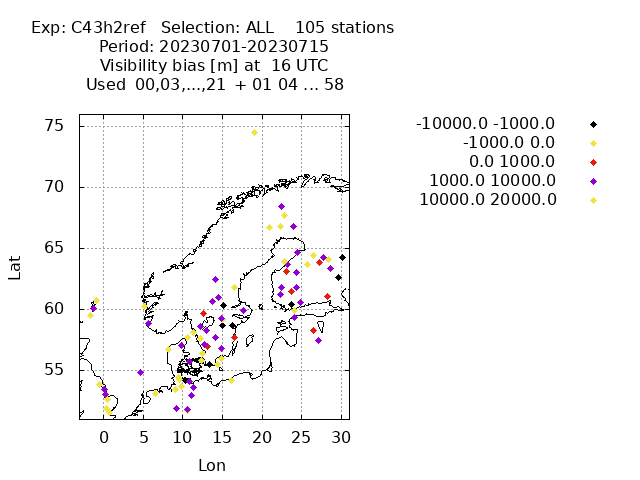 Exp: C43h2ref   Selection: ALL    105 stations
Period: 20230701-20230715
Visibility bias [m] at  16 UTC
Used  00,03,...,21  + 01 04 ... 58
-10000.0 -1000.0
-1000.0 0.0
0.0 1000.0
1000.0 10000.0
10000.0 20000.0
75
70
65
60
55
Lat
0 5 10 15 20 25 30
Lon